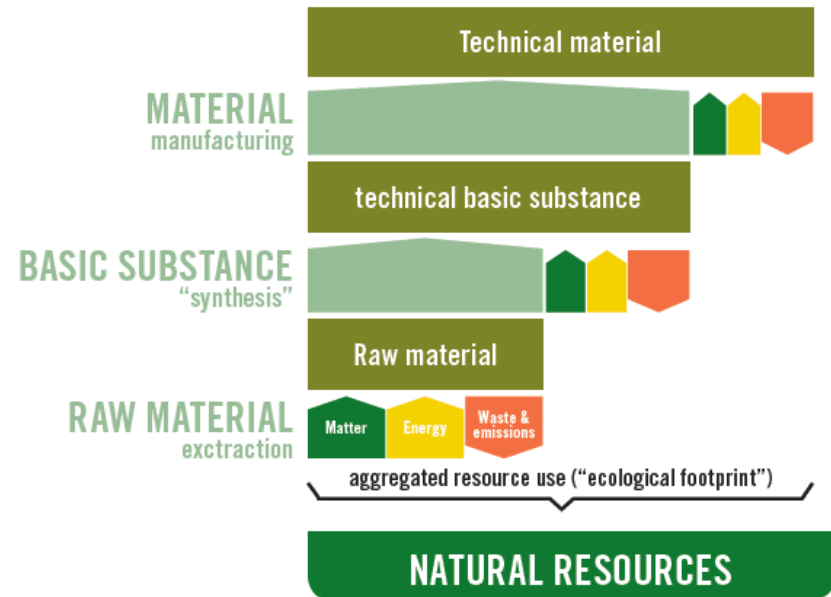 Technical material
MATERIAL
manufacturing
technical basic substance
BASIC SUBSTANCE
“synthesis”
Raw material
RAW MATERIAL
exctraction
Matter
Energy
Waste &
emissions
aggregated resource use (“ecological footprint”)
NATURAL RESOURCES